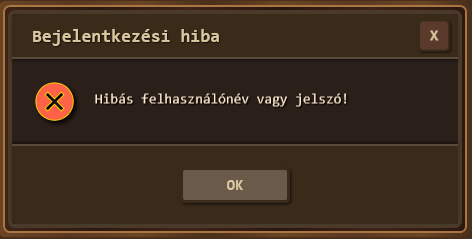 Bejelentkezési hiba
X
Hibás felhasználónév vagy jelszó!
OK